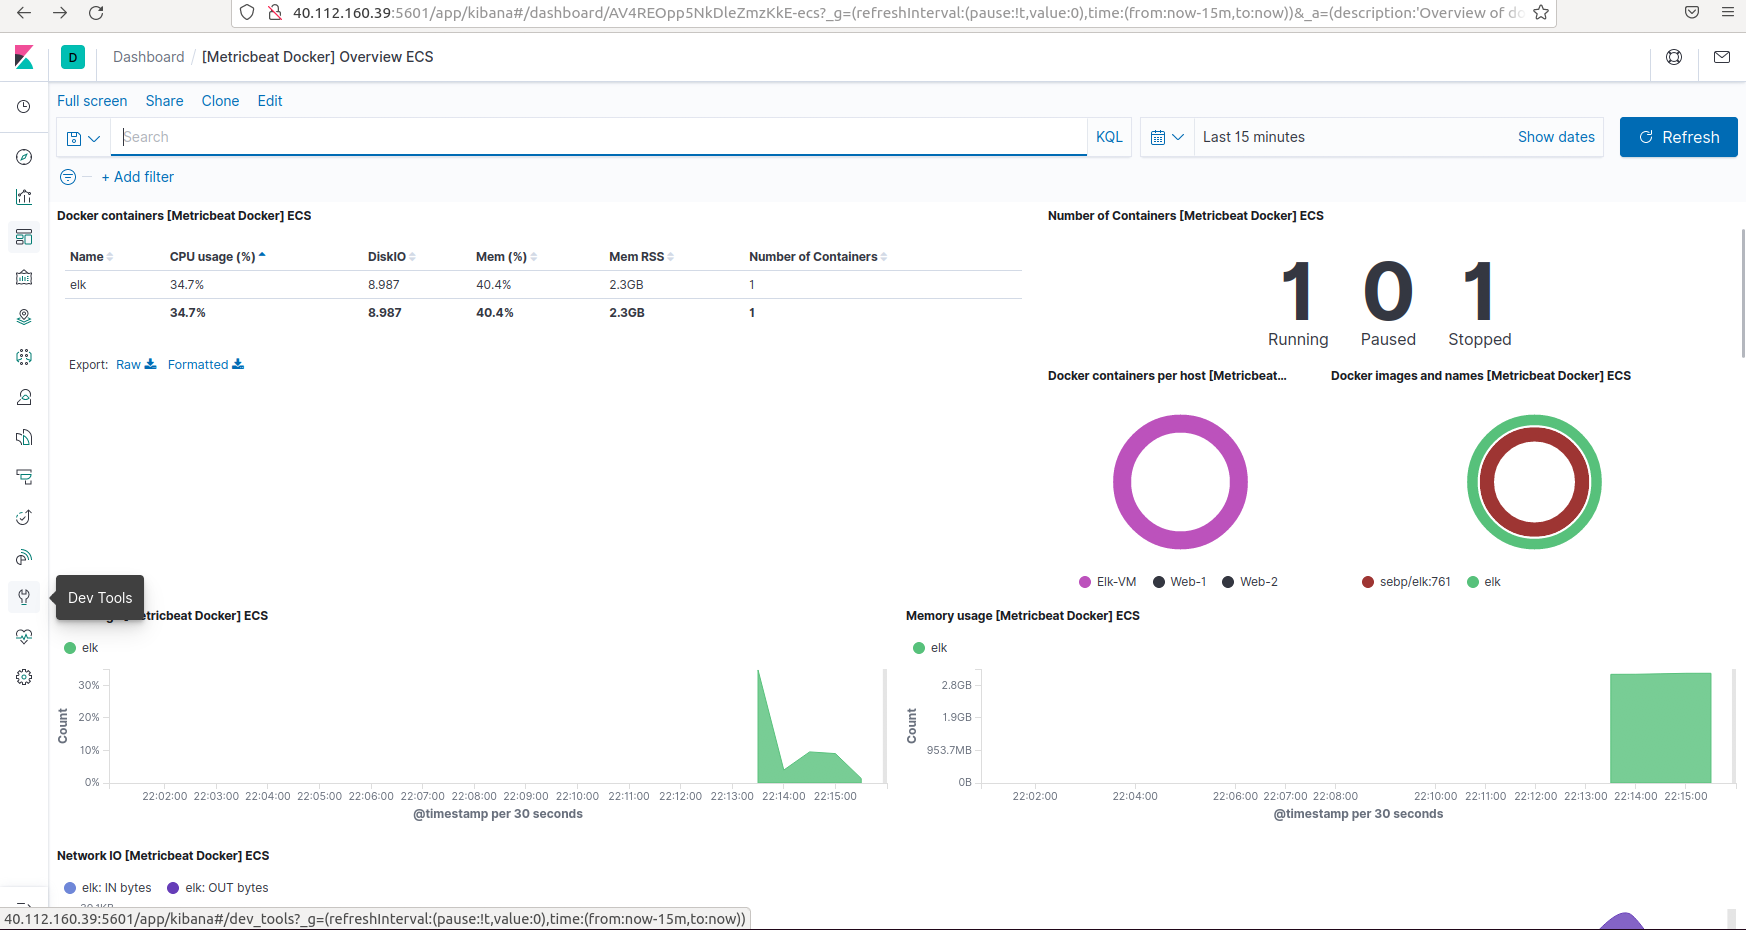 40.112.160.39:5601/app/kibana#/dashboard/AV4REOpp5NkDleZmzKkE-ecs?_g=(refreshInterval:(pause:!t,value:0),time:(from:now-15m,to:now))&_a=(description:'Overview of do
D
Dashboard / [Metricbeat Docker] Overview ECS
Full screen Share Clone Edit
Search
KQL
Last 15 minutes
Show dates
Refresh
+ Add filter
Docker containers [Metricbeat Docker] ECS
Name CPU usage (%) DiskIO Mem (%) Mem RSS Number of Containers
elk 34.7% 8.987 40.4% 2.3GB 1
34.7% 8.987 40.4% 2.3GB 1
Export: Raw Formatted
Number of Containers [Metricbeat Docker] ECS
1 0 1
Running Paused Stopped
Docker containers per host [Metricbeat...
Elk-VM Web-1 Web-2
Docker images and names [Metricbeat Docker] ECS
sebp/elk:761 elk
Dev Tools
etricbeat Docker] ECS
elk
30%
20%
10%
0%
Count
22:02:00 22:03:00 22:04:00 22:05:00 22:06:00 22:07:00 22:08:00 22:09:00 22:10:00 22:11:00 22:12:00 22:13:00 22:14:00 22:15:00
@timestamp per 30 seconds
Memory usage [Metricbeat Docker] ECS
elk
2.8GB
1.9GB
953.7MB
0B
Count
22:02:00 22:04:00 22:06:00 22:07:00 22:08:00 22:10:00 22:11:00 22:12:00 22:13:00 22:14:00 22:15:00
@timestamp per 30 seconds
Network IO [Metricbeat Docker] ECS
elk: IN bytes elk: OUT bytes
40.112.160.39:5601/app/kibana#/dev_tools?_g=(refreshInterval:(pause:!t,value:0),time:(from:now-15m,to:now))